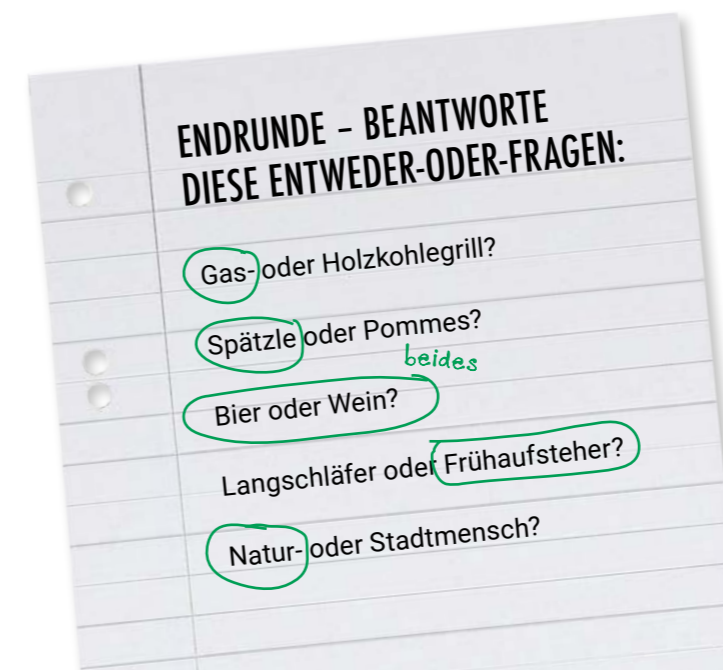 ENDRUNDE – BEANTWORTE
DIESE ENTWEDER-ODER-FRAGEN:
Gas- oder Holzkohlegrill?
Spätzle oder Pommes?
beides
Bier oder Wein?
Langschläfer oder Frühaufsteher?
Natur- oder Stadtmensch?